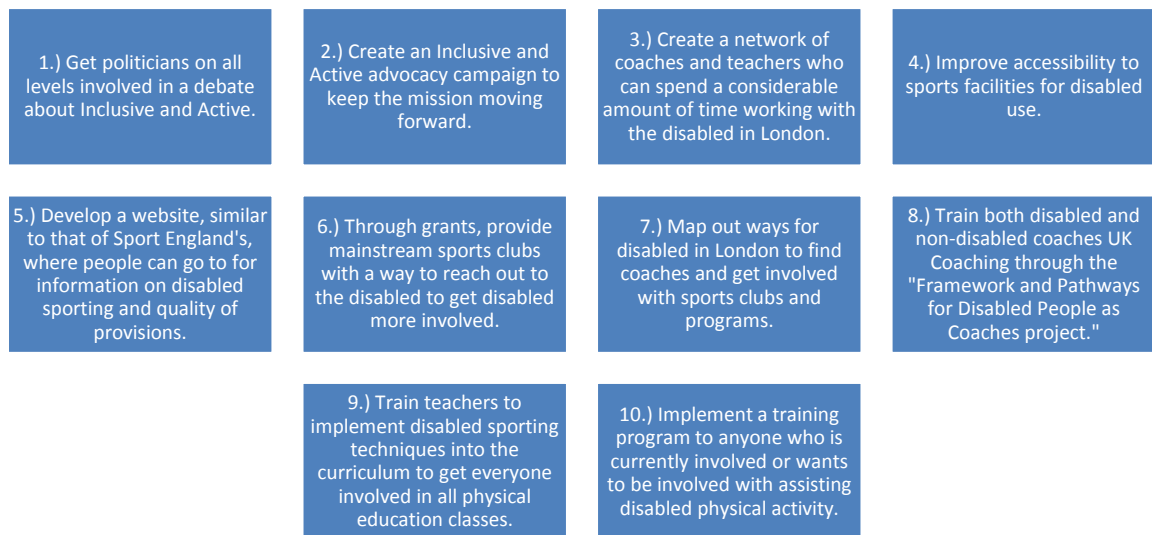 1.) Get politicians on all
levels involved in a debate
about Inclusive and Active.
2.) Create an Inclusive and
Active advocacy campaign to
keep the mission moving
forward.
3.) Create a network of
coaches and teachers who
can spend a considerable
amount of time working with
the disabled in London.
4.) Improve accessibility to
sports facilities for disabled
use.
5.) Develop a website, similar
to that of Sport England's,
where people can go to for
information on disabled
sporting and quality of
provisions.
6.) Through grants, provide
mainstream sports clubs
with a way to reach out to
the disabled to get disabled
more involved.
7.) Map out ways for
disabled in London to find
coaches and get involved
with sports clubs and
programs.
8.) Train both disabled and
non-disabled coaches UK
Coaching through the
"Framework and Pathways
for Disabled People as
Coaches project."
9.) Train teachers to
implement disabled sporting
techniques into the
curriculum to get everyone
involved in all physical
education classes.
10.) Implement a training
program to anyone who is
currently involved or wants
to be involved with assisting
disabled physical activity.